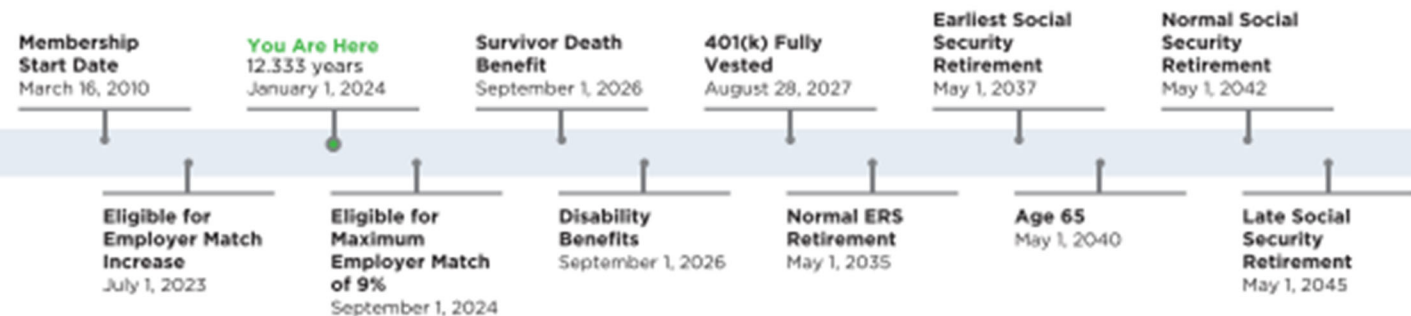 Membership
Start Date
March 16, 2010
Eligible for
Employer Match
Increase
July 1, 2023
You Are Here
12.333 years
January 1, 2024
Eligible for
Maximum
Employer Match
of 9%
September 1, 2024
Survivor Death
Benefit
September 1, 2026
Disability
Benefits
September 1, 2026
401(k) Fully
Vested
August 28, 2027
Normal ERS
Retirement
May 1, 2035
Earliest Social
Security
Retirement
May 1, 2037
Age 65
May 1, 2040
Normal Social
Security
Retirement
May 1, 2042
Late Social
Security
Retirement
May 1, 2045